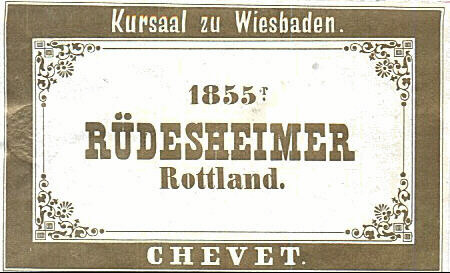 Kursaal zu Wiesbaden.
1855r
RÜDESHEIMER
Rottland.
CHEVET.